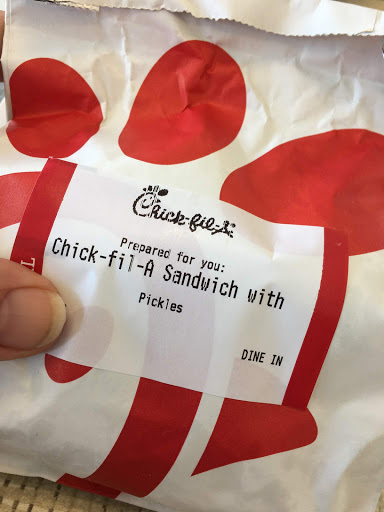 Chick-fil-A
Prepared for you:
Chick-fil-A Sandwich with
Pickles
DINE IN